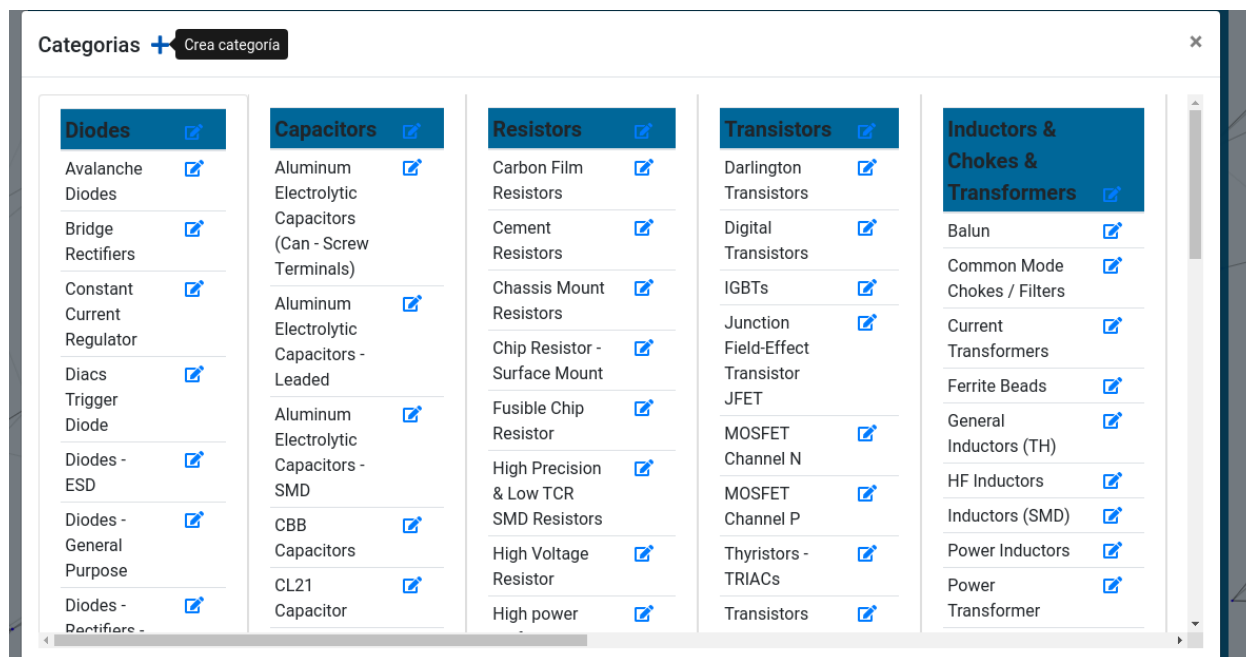 Categorias
Crea categoría
×
Diodes
Avalanche
Diodes
Bridge
Rectifiers
Constant
Current
Regulator
Diacs
Trigger
Diode
Diodes -
ESD
Diodes -
General
Purpose
Diodes -
Rectifiers -
Capacitors
Aluminum
Electrolytic
Capacitors
(Can - Screw
Terminals)
Aluminum
Electrolytic
Capacitors -
Leaded
Aluminum
Electrolytic
Capacitors -
SMD
CBB
Capacitors
CL21
Capacitor
Resistors
Carbon Film
Resistors
Cement
Resistors
Chassis Mount
Resistors
Chip Resistor -
Surface Mount
Fusible Chip
Resistor
High Precision
& Low TCR
SMD Resistors
High Voltage
Resistor
High power
Transistors
Darlington
Transistors
Digital
Transistors
IGBTs
Junction
Field-Effect
Transistor
JFET
MOSFET
Channel N
MOSFET
Channel P
Thyristors -
TRIACs
Transistors
Inductors &
Chokes &
Transformers
Balun
Common Mode
Chokes / Filters
Current
Transformers
Ferrite Beads
General
Inductors (TH)
HF Inductors
Inductors (SMD)
Power Inductors
Power
Transformer